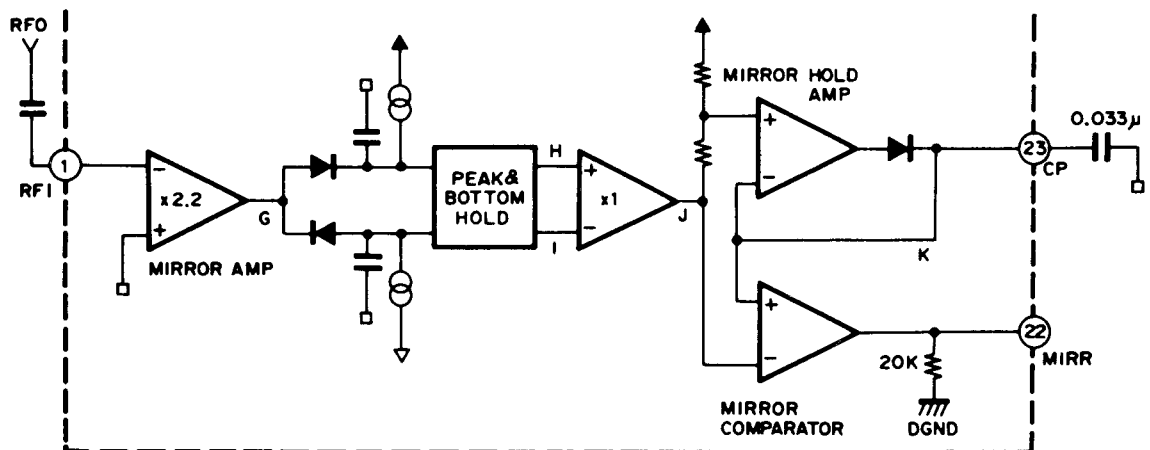 RFO
1
RFI
-
x2.2
+
MIRROR AMP
G
PEAK&
BOTTOM
HOLD
H
I
+
x1
-
J
MIRROR HOLD
AMP
+
-
K
23
CP
0.033μ
+
-
MIRROR
COMPARATOR
20K
DGND
22
MIRR